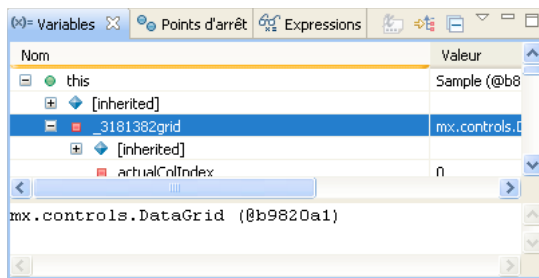 (x)= Variables Points d'arrêt Expressions
Nom Valeur
this Sample (@b8
[inherited]
_3181382grid mx.controls.D
[inherited]
actualColIndex 0
mx.controls.DataGrid (@b9820a1)